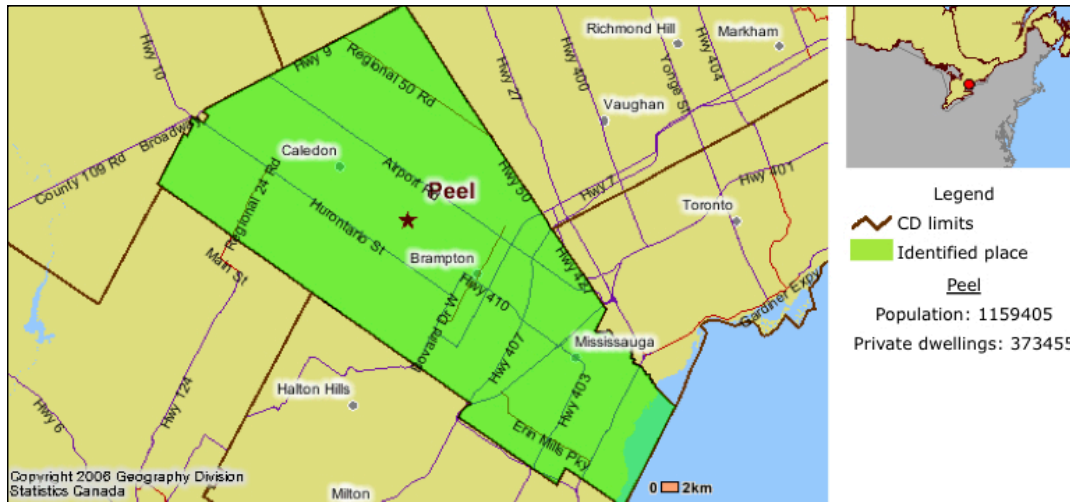 Richmond Hill
Markham
Hwy 10
Hwy 9
Regional 50 Rd
Hwy 27
Hwy 400
Yonge St
Hwy 404
Vaughan
County 109 Rd
Broadway
Caledon
Airport Rd
Peel
Hwy 50
Hwy 7
Hwy 401
Toronto
Regional 24 Rd
Hurontario St
Main St
Brampton
Hwy 427
Hwy 410
Gardiner Expy
Bovaird Dr W
Hwy 407
Mississauga
Halton Hills
Hwy 124
Hwy 403
Hwy 6
Erin Mills Pky
Copyright 2006 Geography Division
Statistics Canada
Milton
0 2km
Legend
CD limits
Identified place
Peel
Population: 1159405
Private dwellings: 373455